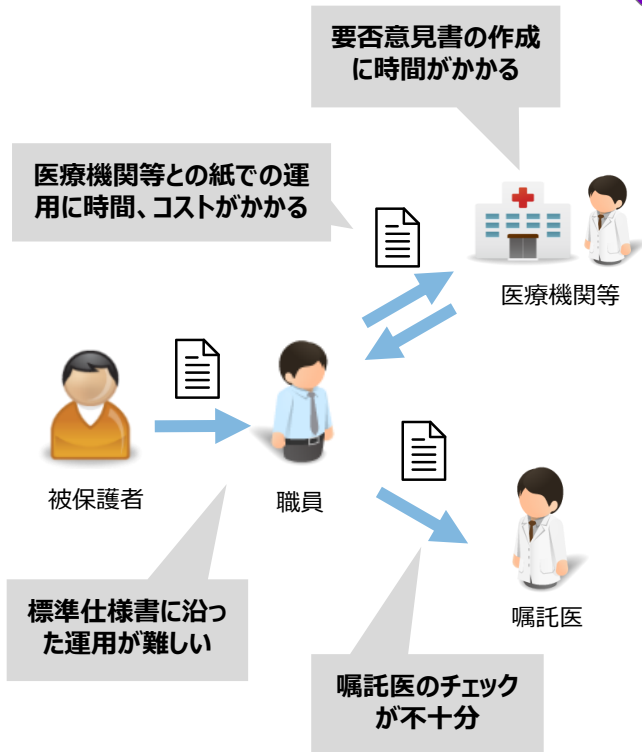 要否意見書の作成
に時間がかかる
医療機関等との紙での運
用に時間、コストがかかる
医療機関等
被保護者
職員
標準仕様書に沿っ
た運用が難しい
嘱託医
嘱託医のチェック
が不十分